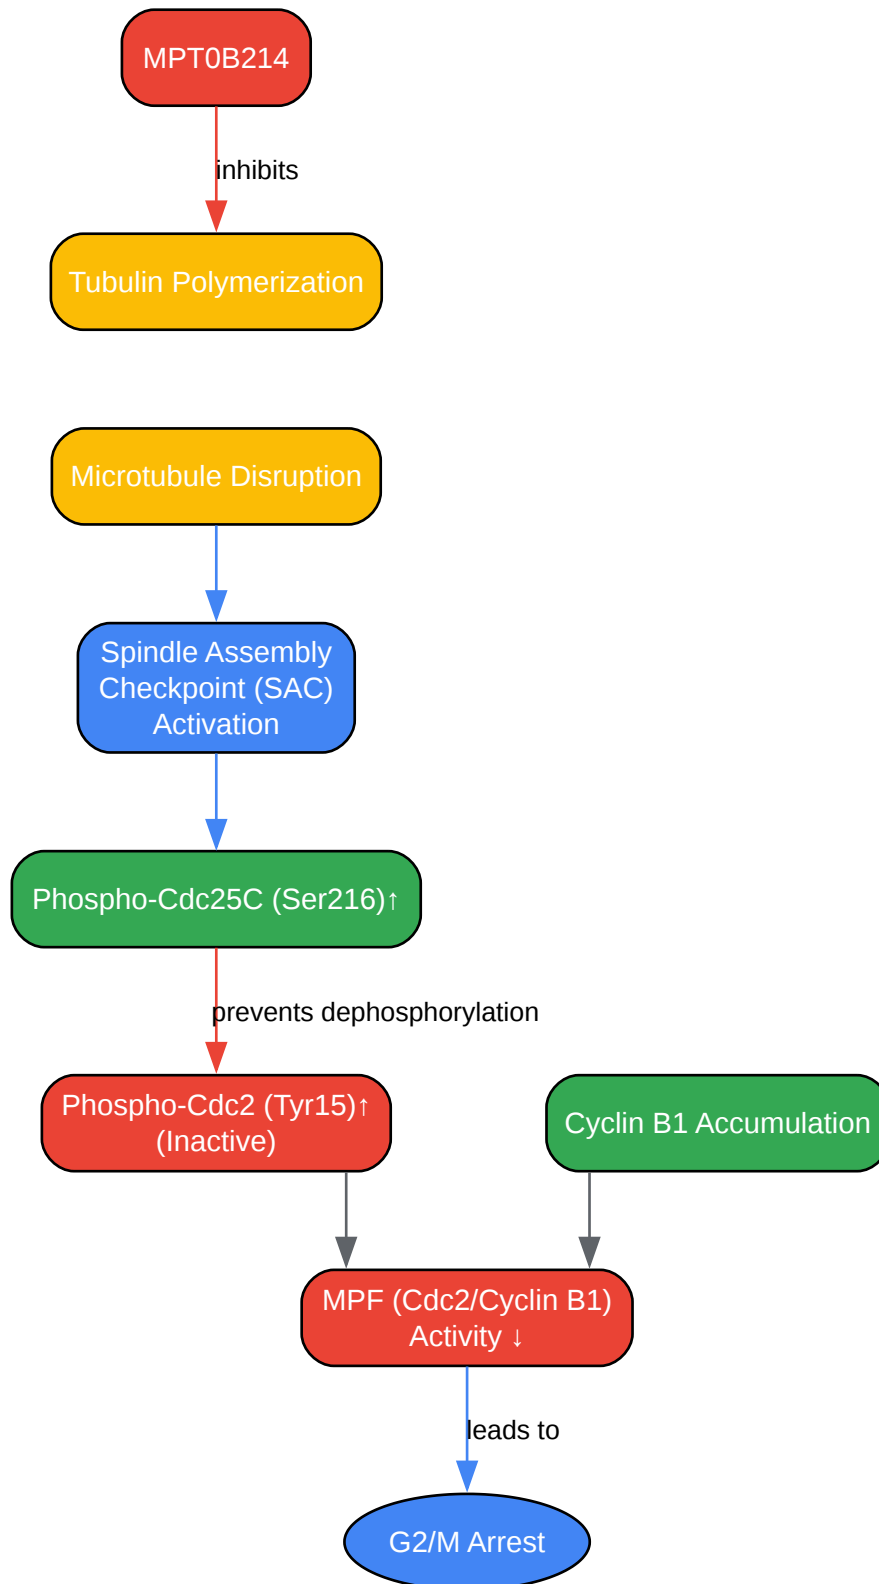 MPT0B214
inhibits
Tubulin Polymerization
Microtubule Disruption
Spindle Assembly
Checkpoint (SAC)
Activation
Phospho-Cdc25C (Ser216)↑
prevents dephosphorylation
Phospho-Cdc2 (Tyr15)↑
(Inactive)
Cyclin B1 Accumulation
MPF (Cdc2/Cyclin B1)
Activity ↓
leads to
G2/M Arrest